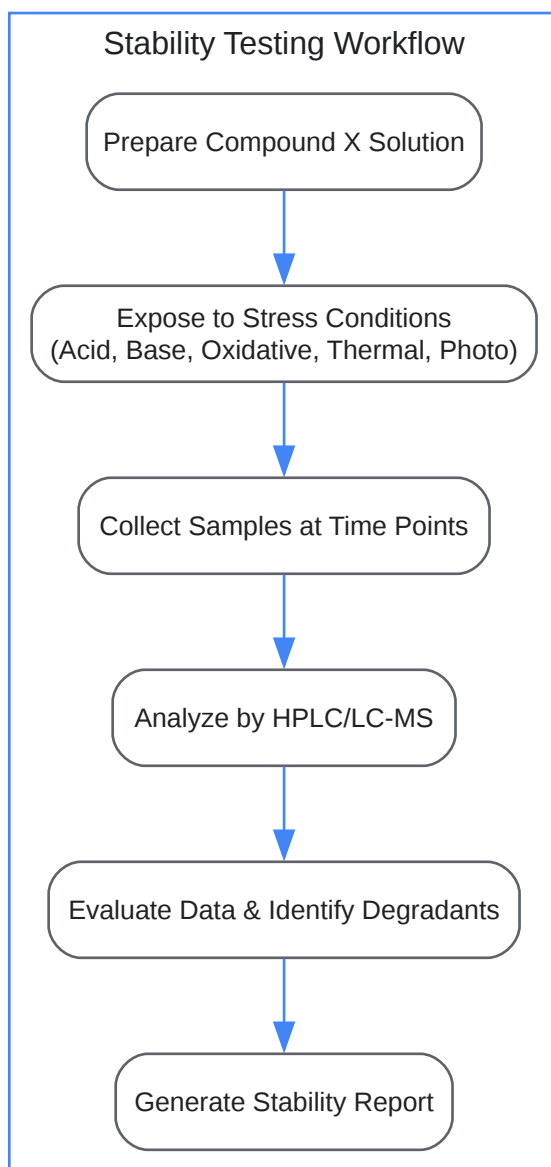 Stability Testing Workflow
Prepare Compound X Solution
Expose to Stress Conditions
(Acid, Base, Oxidative, Thermal, Photo)
Collect Samples at Time Points
Analyze by HPLC/LC-MS
Evaluate Data & Identify Degradants
Generate Stability Report